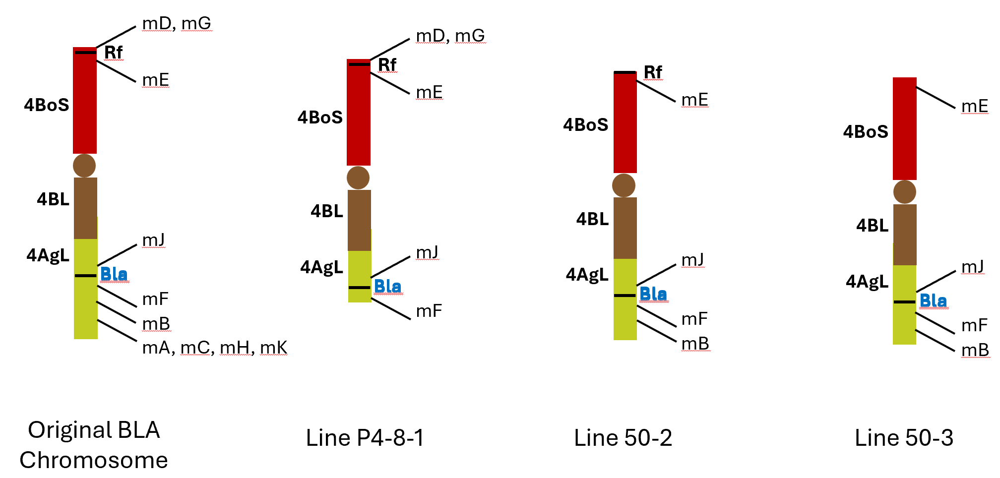 mD, mG
Rf
mE
4BoS
4BL
mJ
4AgL
Bla
mF
mB
mA, mC, mH, mK
Original BLA
Chromosome
mD, mG
Rf
mE
4BoS
4BL
mJ
4AgL
Bla
mF
Line P4-8-1
Rf
mE
4BoS
4BL
mJ
4AgL
Bla
mF
mB
Line 50-2
mE
4BoS
4BL
mJ
4AgL
Bla
mF
mB
Line 50-3